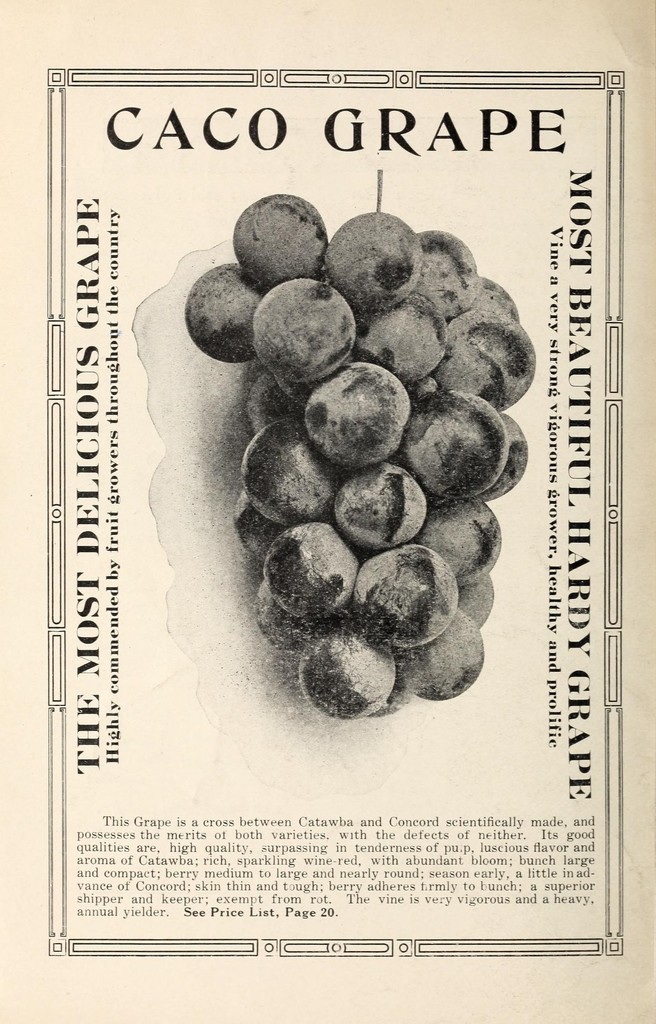 CACO GRAPE
THE MOST DELICIOUS GRAPE
Highly commended by fruit growers throughout the country
MOST BEAUTIFUL HARDY GRAPE
Vine a very strong vigorous grower, healthy and prolific
This Grape is a cross between Catawba and Concord scientifically made, and
possesses the merits of both varieties, with the defects of neither. Its good
qualities are, high quality, surpassing in tenderness of pulp, luscious flavor and
aroma of Catawba; rich, sparkling wine-red, with abundant bloom; bunch large
and compact; berry medium to large and nearly round; season early, a little in ad-
vance of Concord; skin thin and tough; berry adheres firmly to bunch; a superior
shipper and keeper; exempt from rot. The vine is very vigorous and a heavy,
annual yielder. See Price List, Page 20.